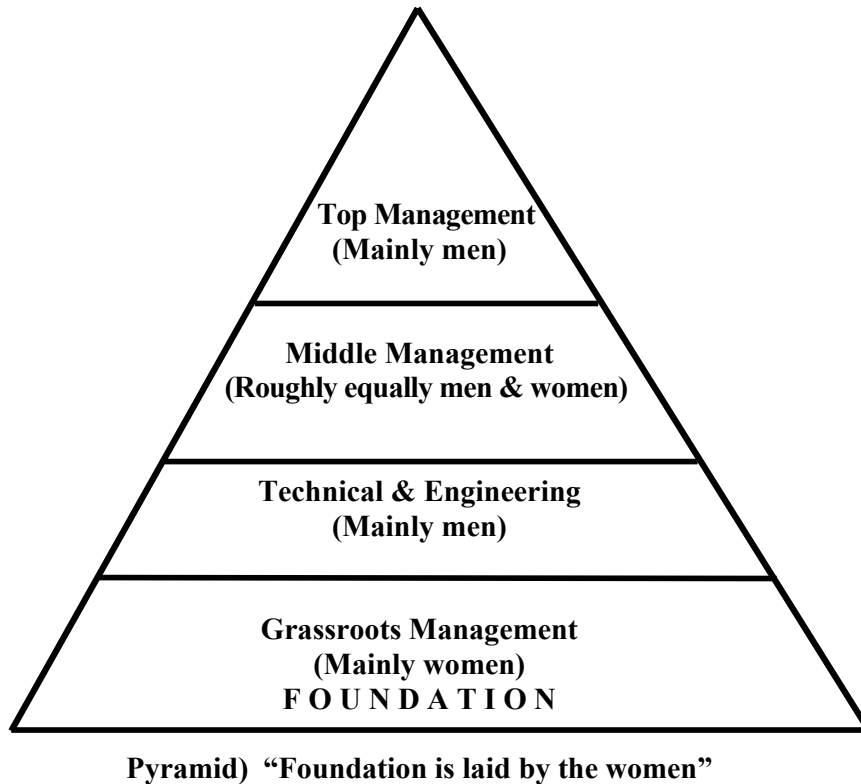 Top Management
(Mainly men)
Middle Management
(Roughly equally men & women)
Technical & Engineering
(Mainly men)
Grassroots Management
(Mainly women)
F O U N D A T I O N
Pyramid) “Foundation is laid by the women”